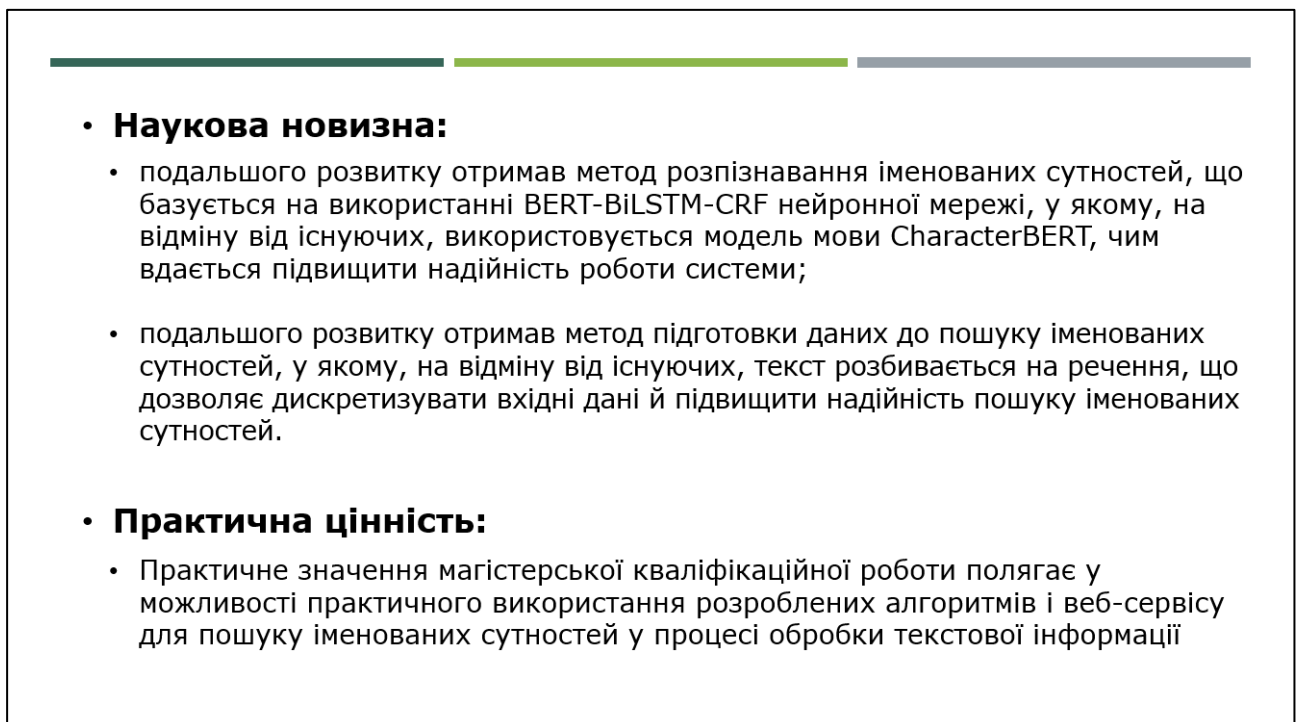 • Наукова новизна:
• подальшого розвитку отримав метод розпізнавання іменованих сутностей, що
базується на використанні BERT-BiLSTM-CRF нейронної мережі, у якому, на
відміну від існуючих, використовується модель мови CharacterBERT, чим
вдається підвищити надійність роботи системи;
• подальшого розвитку отримав метод підготовки даних до пошуку іменованих
сутностей, у якому, на відміну від існуючих, текст розбивається на речення, що
дозволяє дискретизувати вхідні дані й підвищити надійність пошуку іменованих
сутностей.
• Практична цінність:
• Практичне значення магістерської кваліфікаційної роботи полягає у
можливості практичного використання розроблених алгоритмів і веб-сервісу
для пошуку іменованих сутностей у процесі обробки текстової інформації